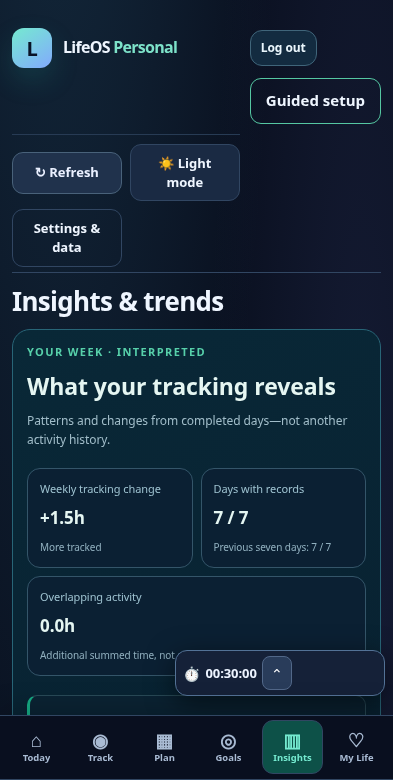 L LifeOS Personal
Log out
Guided setup
↻ Refresh
☀️ Light
mode
Settings &
data
Insights & trends
YOUR WEEK · INTERPRETED
What your tracking reveals
Patterns and changes from completed days—not another
activity history.
Weekly tracking change
+1.5h
More tracked
Days with records
7 / 7
Previous seven days: 7 / 7
Overlapping activity
0.0h
Additional summed time, not
⏱️ 00:30:00 ^
Today
Track
Plan
Goals
Insights
My Life